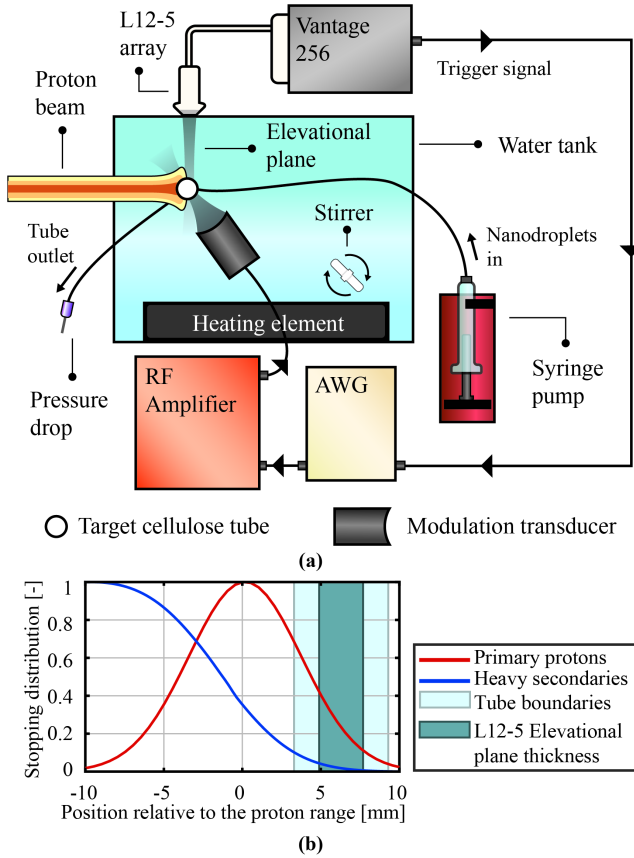 L12-5
array
Vantage
256
Trigger signal
Proton
beam
Elevational
plane
Water tank
Tube
outlet
Stirrer
Nanodroplets
in
Heating element
Pressure
drop
RF
Amplifier
AWG
Syringe
pump
Target cellulose tube
Modulation transducer
(a)
Stopping distribution [-]
1
0.8
0.6
0.4
0.2
0
-10
-5
0
5
10
Position relative to the proton range [mm]
Primary protons
Heavy secondaries
Tube boundaries
L12-5 Elevational
plane thickness
(b)